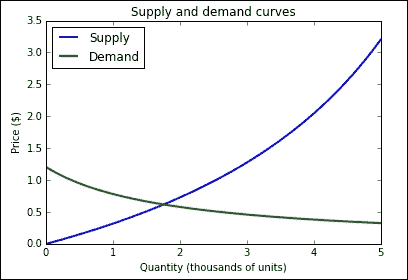 Supply and demand curves
Supply
Demand
Price ($)
3.5
3.0
2.5
2.0
1.5
1.0
0.5
0.0
0 1 2 3 4 5
Quantity (thousands of units)